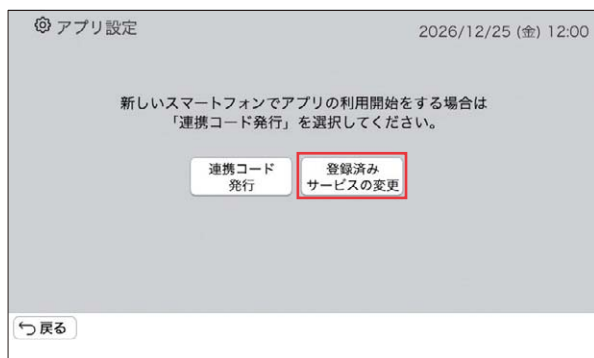 アプリ設定
2026/12/25 (金) 12:00
新しいスマートフォンでアプリの利用開始をする場合は
「連携コード発行」を選択してください。
連携コード
発行
登録済み
サービスの変更
戻る